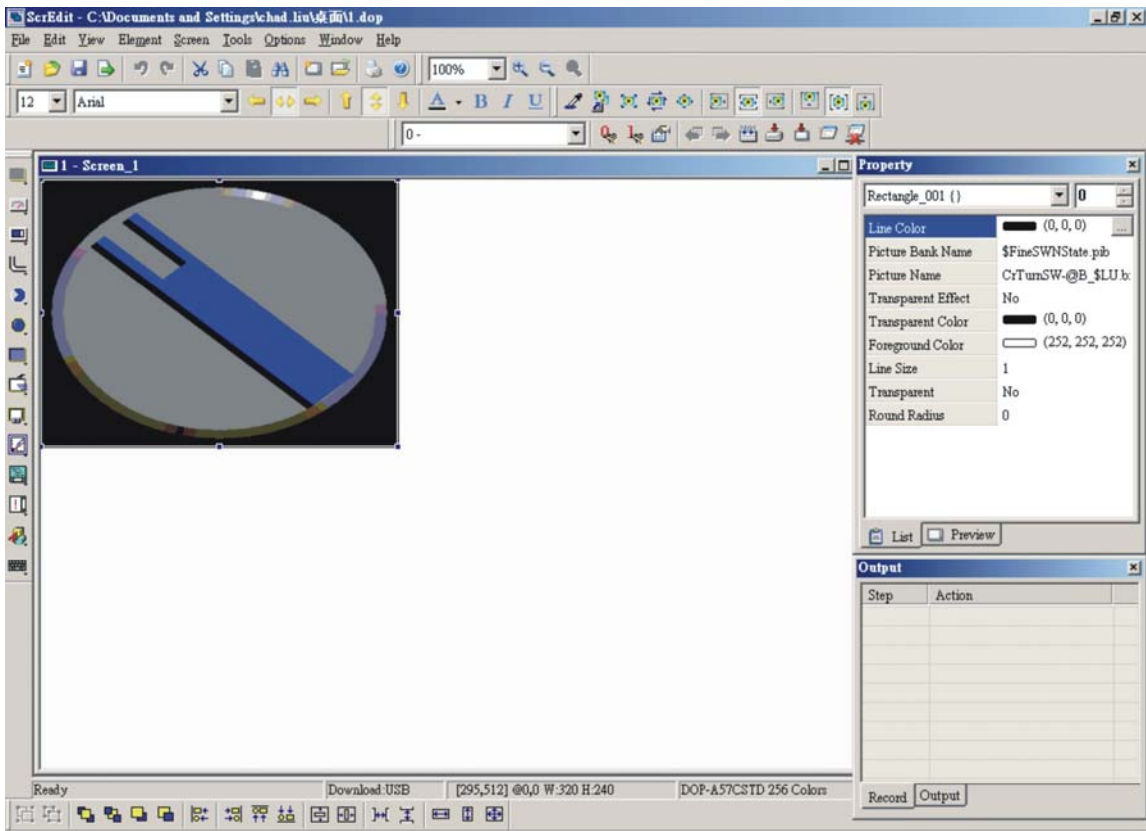 ScrEdit - C:\Documents and Settings\chad.liu\桌面\1.dop
File Edit View Element Screen Tools Options Window Help
100%
12 Arial A B I U
0 -
1 - Screen_1
Property
Rectangle_001 {} 0
Line Color (0, 0, 0) ...
Picture Bank Name $FineSWNState.pib
Picture Name CrTurnSW-@B_$LU.b
Transparent Effect No
Transparent Color (0, 0, 0)
Foreground Color (252, 252, 252)
Line Size 1
Transparent No
Round Radius 0
List Preview
Output
Step Action
Record Output
Ready Download:USB [295,512] @0,0 W:320 H:240 DOP-A57CSTD 256 Colors